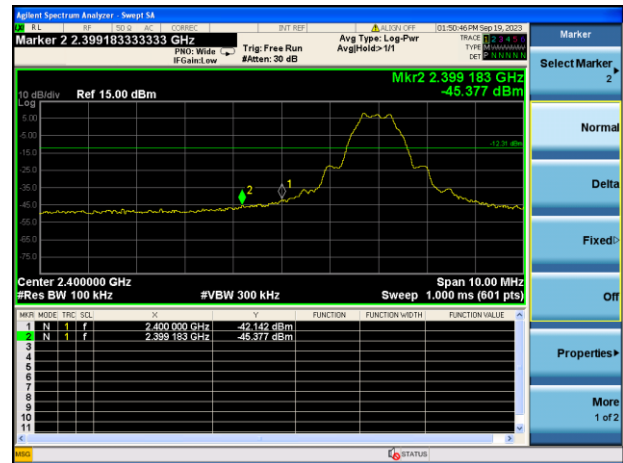 Agilent Spectrum Analyzer - Swept SA
RL RF 50 Ω AC CORREC INT REF ALIGN OFF 01:50:46 PM Sep 19, 2023
Marker 2 2.399183333333 GHz
PNO: Wide
IFGain:Low
Trig: Free Run
#Atten: 30 dB
Avg Type: Log-Pwr
Avg|Hold:>1/1
TRACE 1 2 3 4 5 6
TYPE M
DET P N N N N N
Mkr2 2.399 183 GHz
-45.377 dBm
10 dB/div
Log
Ref 15.00 dBm
5.00
-5.00
-12.31 dBm
-15.0
-25.0
-35.0
-45.0
-55.0
-65.0
-75.0
2
1
Center 2.400000 GHz
Span 10.00 MHz
#Res BW 100 kHz
#VBW 300 kHz
Sweep 1.000 ms (601 pts)
MKR MODE TRC SCL X Y FUNCTION FUNCTION WIDTH FUNCTION VALUE
1 N 1 f 2.400 000 GHz -42.142 dBm
2 N 1 f 2.399 183 GHz -45.377 dBm
3
4
5
6
7
8
9
10
11
MSG
STATUS
Marker
Select Marker
2
Normal
Delta
Fixed
Off
Properties
More
1 of 2